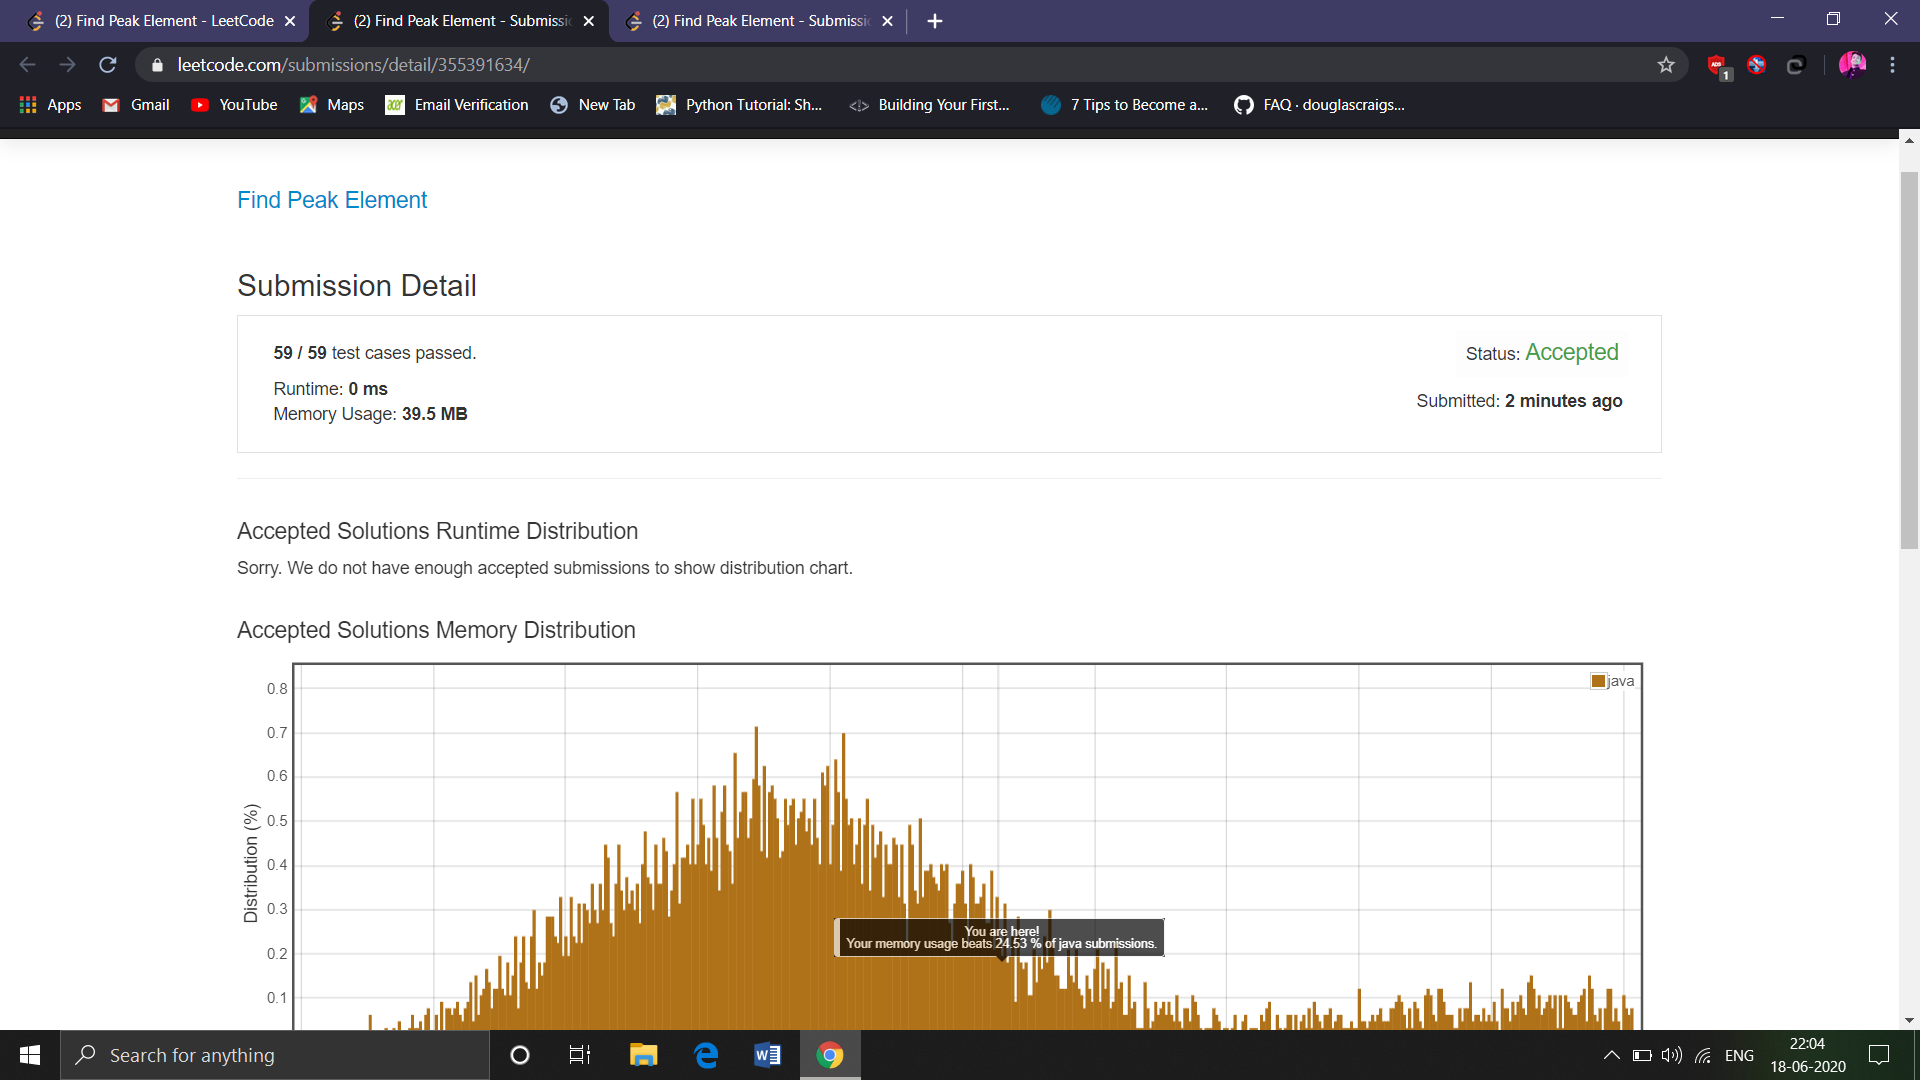 (2) Find Peak Element - LeetCode
(2) Find Peak Element - Submissi
(2) Find Peak Element - Submissi
leetcode.com/submissions/detail/355391634/
ADS
1
Apps
Gmail
YouTube
Maps
acer
Email Verification
New Tab
Python Tutorial: Sh...
Building Your First...
7 Tips to Become a...
FAQ · douglascraigs...
Find Peak Element
Submission Detail
59 / 59 test cases passed.
Status: Accepted
Runtime: 0 ms
Memory Usage: 39.5 MB
Submitted: 2 minutes ago
Accepted Solutions Runtime Distribution
Sorry. We do not have enough accepted submissions to show distribution chart.
Accepted Solutions Memory Distribution
java
0.8
0.7
0.6
0.5
0.4
0.3
0.2
0.1
Distribution (%)
You are here!
Your memory usage beats 24.53 % of java submissions.
Search for anything
ENG
22:04
18-06-2020